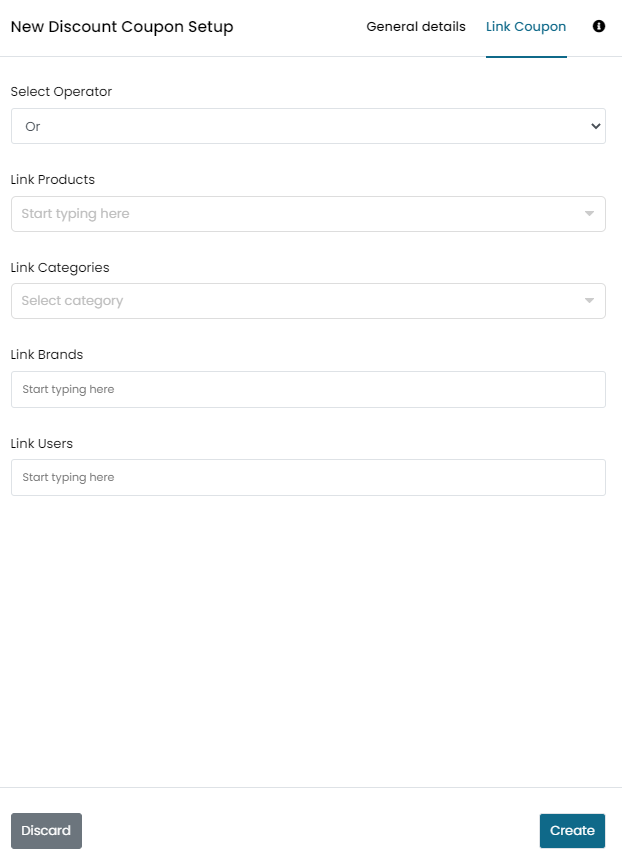 New Discount Coupon Setup
General details
Link Coupon
Select Operator
Or
Link Products
Start typing here
Link Categories
Select category
Link Brands
Start typing here
Link Users
Start typing here
Discard
Create